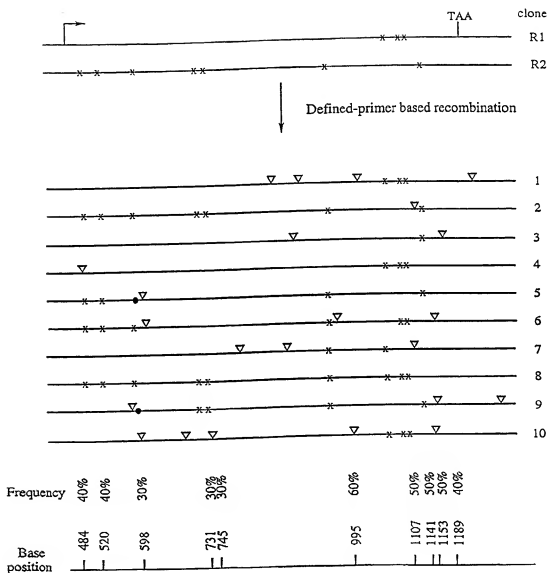 TAA clone
R1
R2
Defined-primer based recombination
1
2
3
4
5
6
7
8
9
10
Frequency 40% 40% 30% 30% 30% 60% 50% 50% 50% 40%
Base position 484 520 598 731 745 995 1107 1141 1153 1189